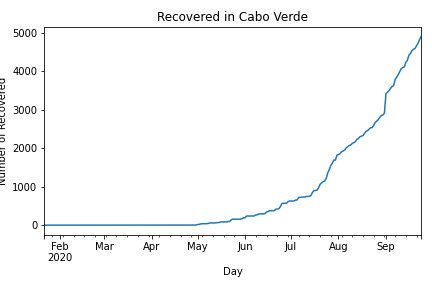 Recovered in Cabo Verde
Number of Recovered
5000
4000
3000
2000
1000
0
Feb Mar Apr May Jun Jul Aug Sep
2020
Day